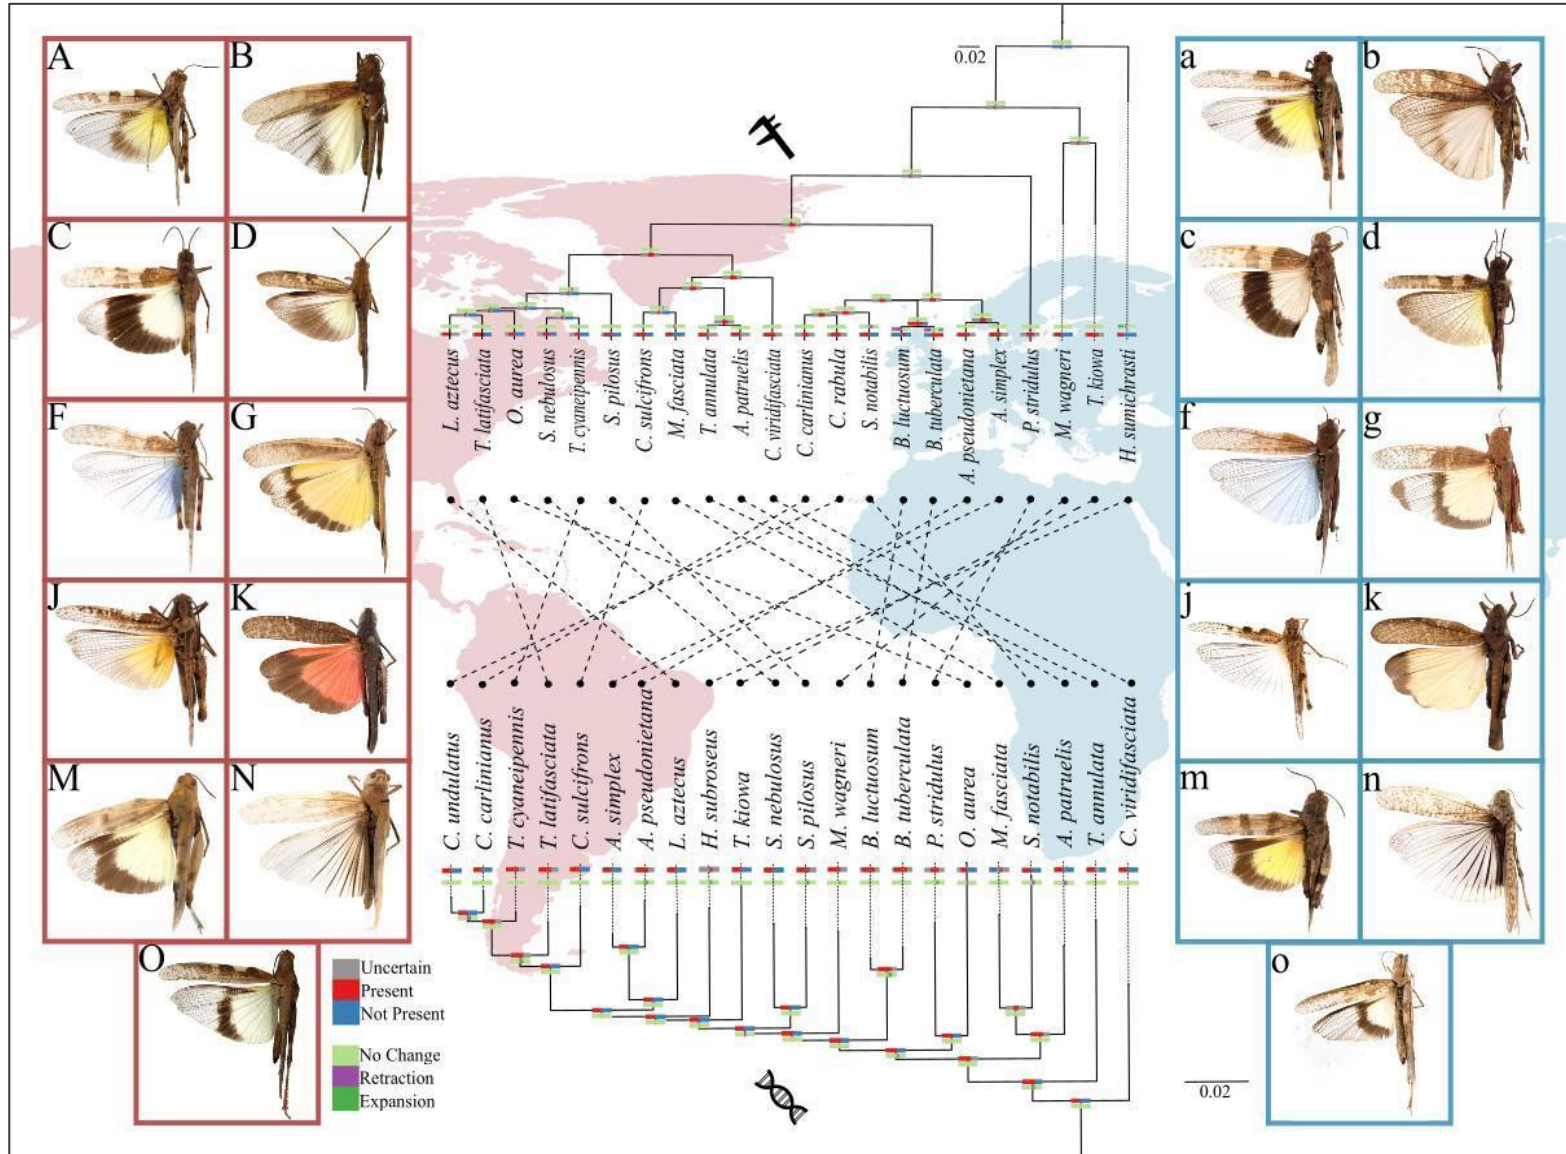 A
B
C
D
F
G
J
K
M
N
O
0.02
L. aztecus
T. latifasciata
O. aurea
S. nebulosus
T. cyaneipennis
S. pilosus
C. sulcifrons
M. fasciata
T. annulata
A. patruelis
C. viridifasciata
C. carlinianus
C. rabula
S. notabilis
B. luctuosum
B. tuberculata
A. pseudonietana
A. simplex
P. stridulus
M. wagneri
T. kiowa
H. sumichrasti
C. undulatus
C. carlinianus
T. cyaneipennis
T. latifasciata
C. sulcifrons
A. simplex
A. pseudonietana
L. aztecus
H. subroseus
T. kiowa
S. nebulosus
S. pilosus
M. wagneri
B. luctuosum
B. tuberculata
P. stridulus
O. aurea
M. fasciata
S. notabilis
A. patruelis
T. annulata
C. viridifasciata
Uncertain
Present
Not Present
No Change
Retraction
Expansion
0.02
a
b
c
d
f
g
j
k
m
n
o